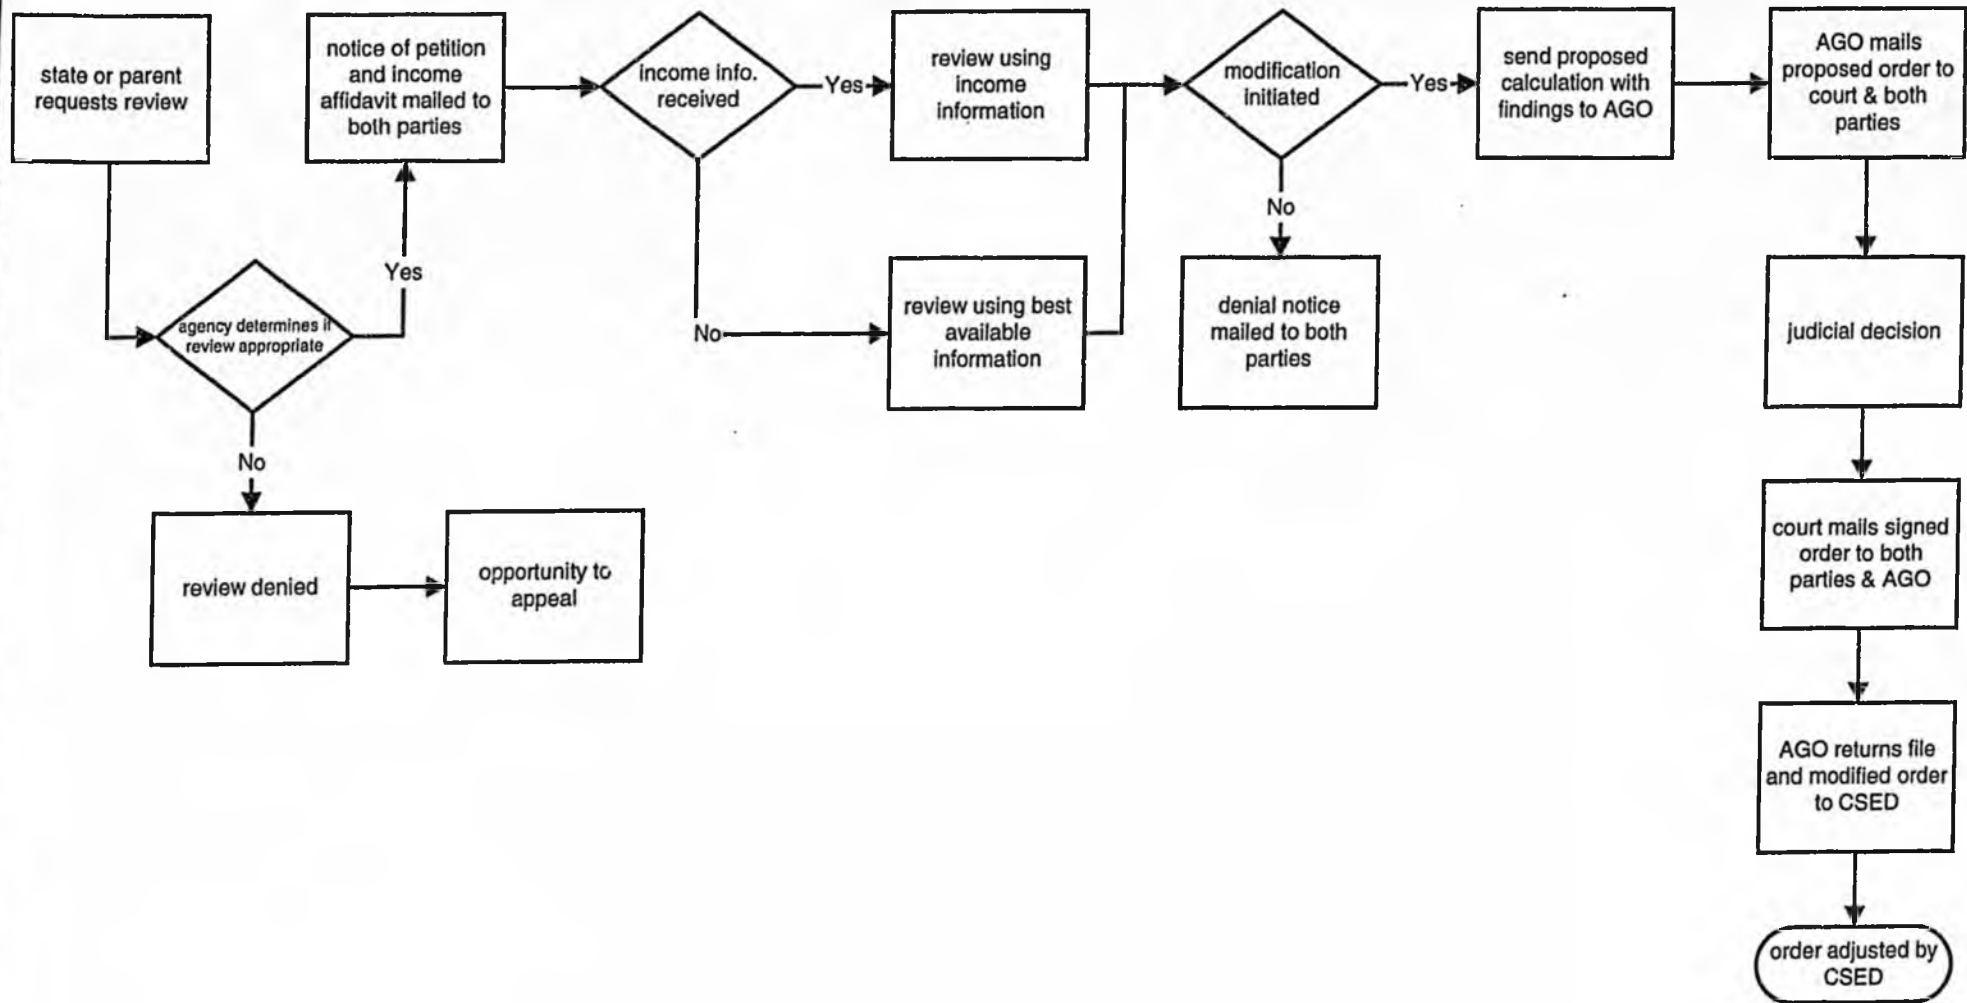 state or parent
requests review
agency determines if
review appropriate
Yes
No
review denied
opportunity to
appeal
notice of petition
and income
affidavit mailed to
both parties
income info.
received
Yes
No
review using
income
information
review using best
available
information
modification
initiated
Yes
No
denial notice
mailed to both
parties
send proposed
calculation with
findings to AGO
AGO mails
proposed order to
court & both
parties
judicial decision
court mails signed
order to both
parties & AGO
AGO returns file
and modified order
to CSED
order adjusted by
CSED